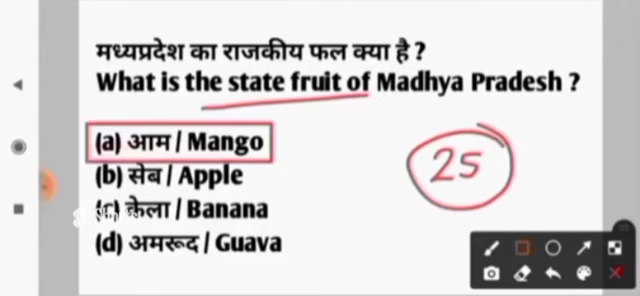 मध्यप्रदेश का राजकीय फल क्या है ?
What is the state fruit of Madhya Pradesh ?
(a) आम / Mango
(b) सेब / Apple
(c) केला / Banana
(d) अमरूद / Guava
25